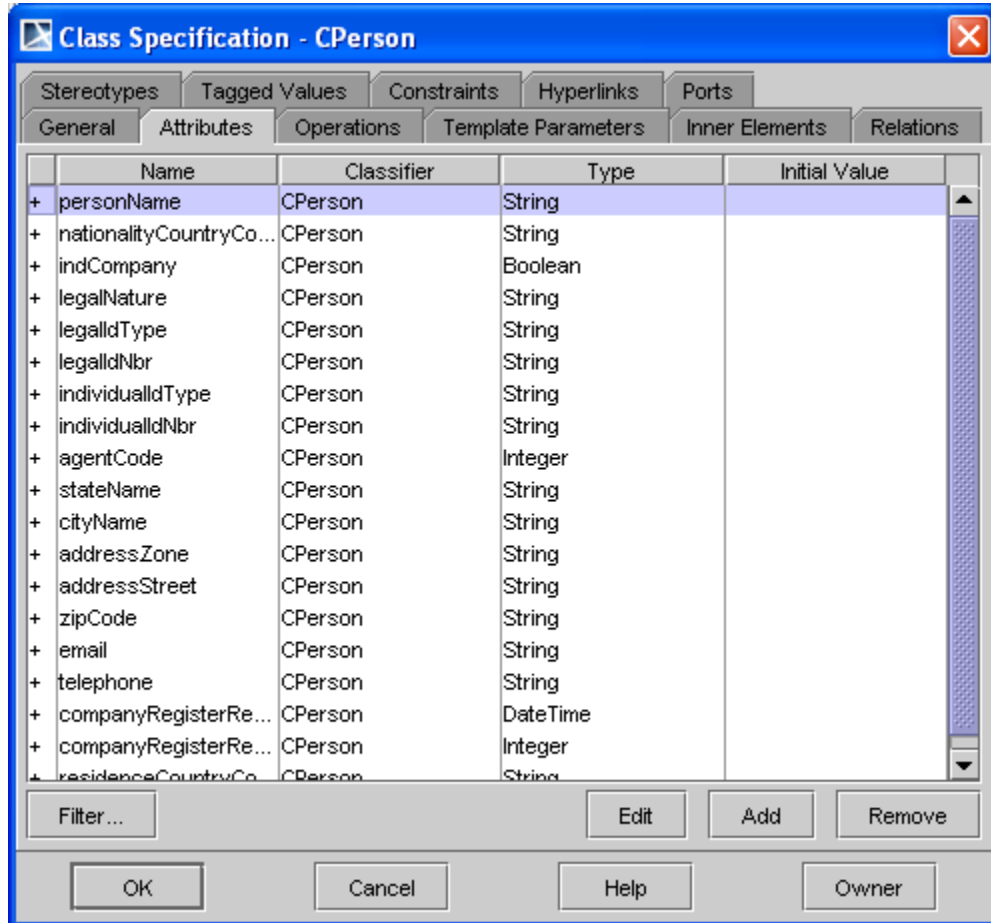 Class Specification - CPerson
Stereotypes Tagged Values Constraints Hyperlinks Ports
General Attributes Operations Template Parameters Inner Elements Relations
Name Classifier Type Initial Value
+ personName CPerson String
+ nationalityCountryCo... CPerson String
+ indCompany CPerson Boolean
+ legalNature CPerson String
+ legalIdType CPerson String
+ legalIdNbr CPerson String
+ individualIdType CPerson String
+ individualIdNbr CPerson String
+ agentCode CPerson Integer
+ stateName CPerson String
+ cityName CPerson String
+ addressZone CPerson String
+ addressStreet CPerson String
+ zipCode CPerson String
+ email CPerson String
+ telephone CPerson String
+ companyRegisterRe... CPerson DateTime
+ companyRegisterRe... CPerson Integer
+ residenceCountryCo... CPerson String
Filter... Edit Add Remove
OK Cancel Help Owner